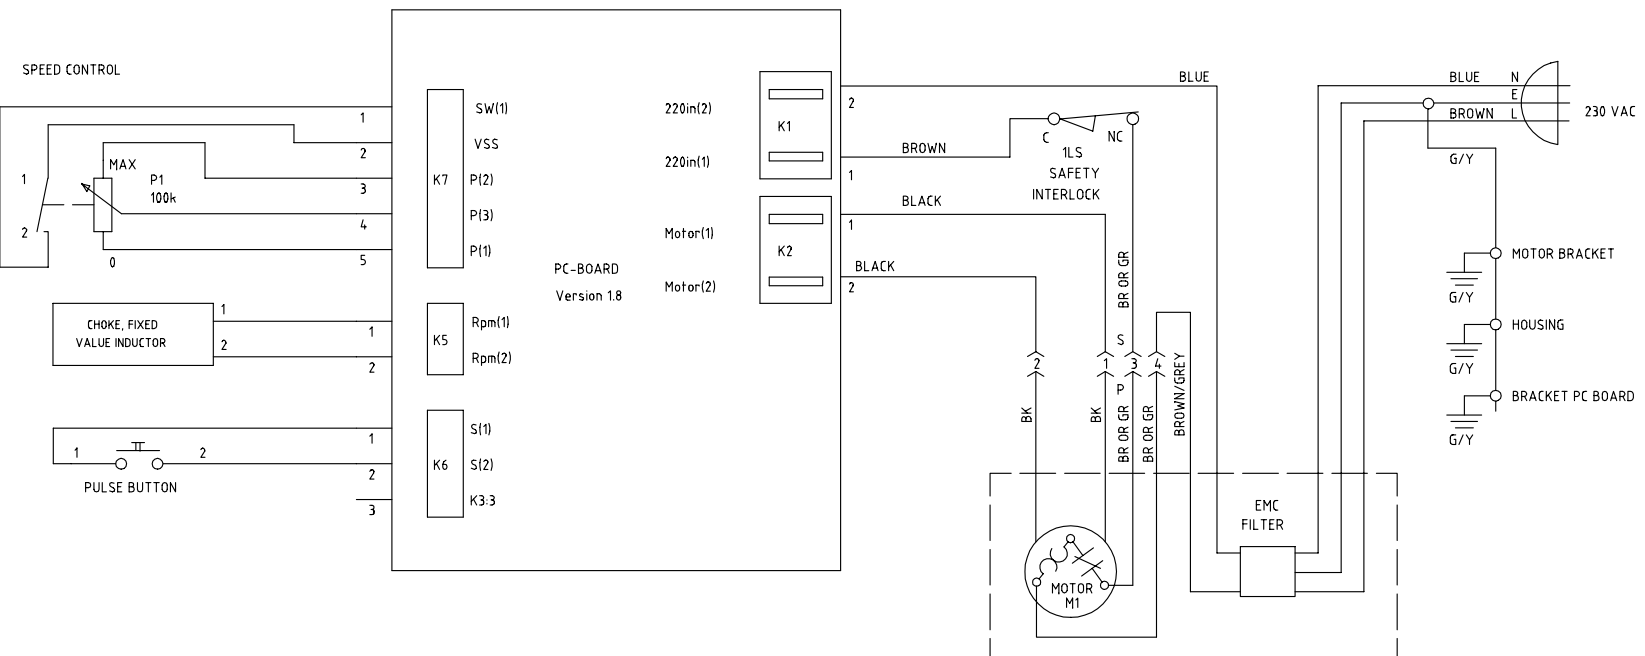 SPEED CONTROL
1
2
MAX
P1
100k
0
1
2
3
4
5
K7
SW(1)
VSS
P(2)
P(3)
P(1)
CHOKE, FIXED
VALUE INDUCTOR
1
2
1
2
K5
Rpm(1)
Rpm(2)
1
2
PULSE BUTTON
1
2
3
K6
S(1)
S(2)
K3:3
PC-BOARD
Version 1.8
220in(2)
220in(1)
K1
2
1
Motor(1)
Motor(2)
K2
1
2
BLUE
BROWN
C
NC
1LS
SAFETY
INTERLOCK
BLACK
BLACK
BR OR GR
S
2
1
3
4
P
BK
BK
BR OR GR
BR OR GR
BROWN/GREY
MOTOR
M1
EMC
FILTER
BLUE N
E
BROWN L
230 VAC
G/Y
MOTOR BRACKET
G/Y
HOUSING
G/Y
BRACKET PC BOARD
G/Y